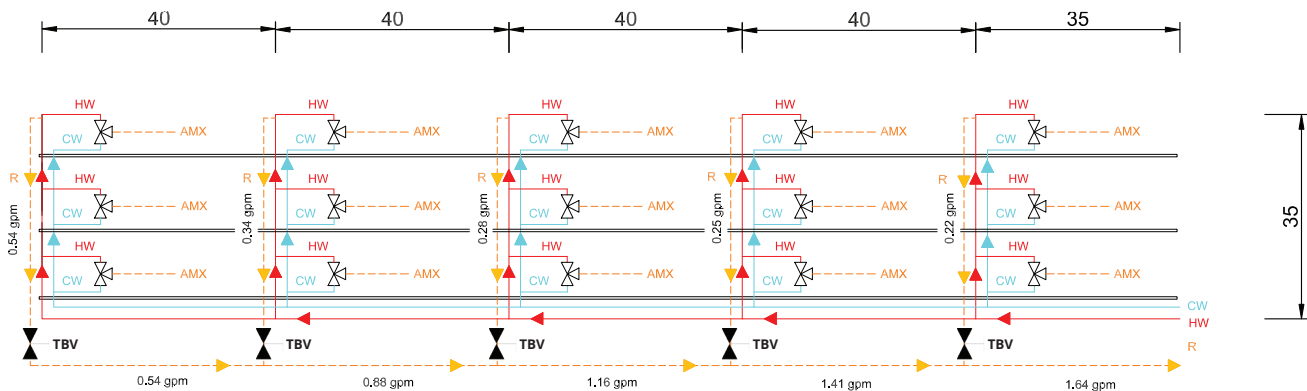 40 40 40 40 35
HW HW HW HW HW
CW AMX CW AMX CW AMX CW AMX CW AMX
R R R R R
HW HW HW HW HW
0.54 gpm 0.34 gpm 0.28 gpm 0.25 gpm 0.22 gpm
CW AMX CW AMX CW AMX CW AMX CW AMX
35
HW HW HW HW HW
CW AMX CW AMX CW AMX CW AMX CW AMX
CW
HW
TBV TBV TBV TBV TBV R
0.54 gpm 0.88 gpm 1.16 gpm 1.41 gpm 1.64 gpm